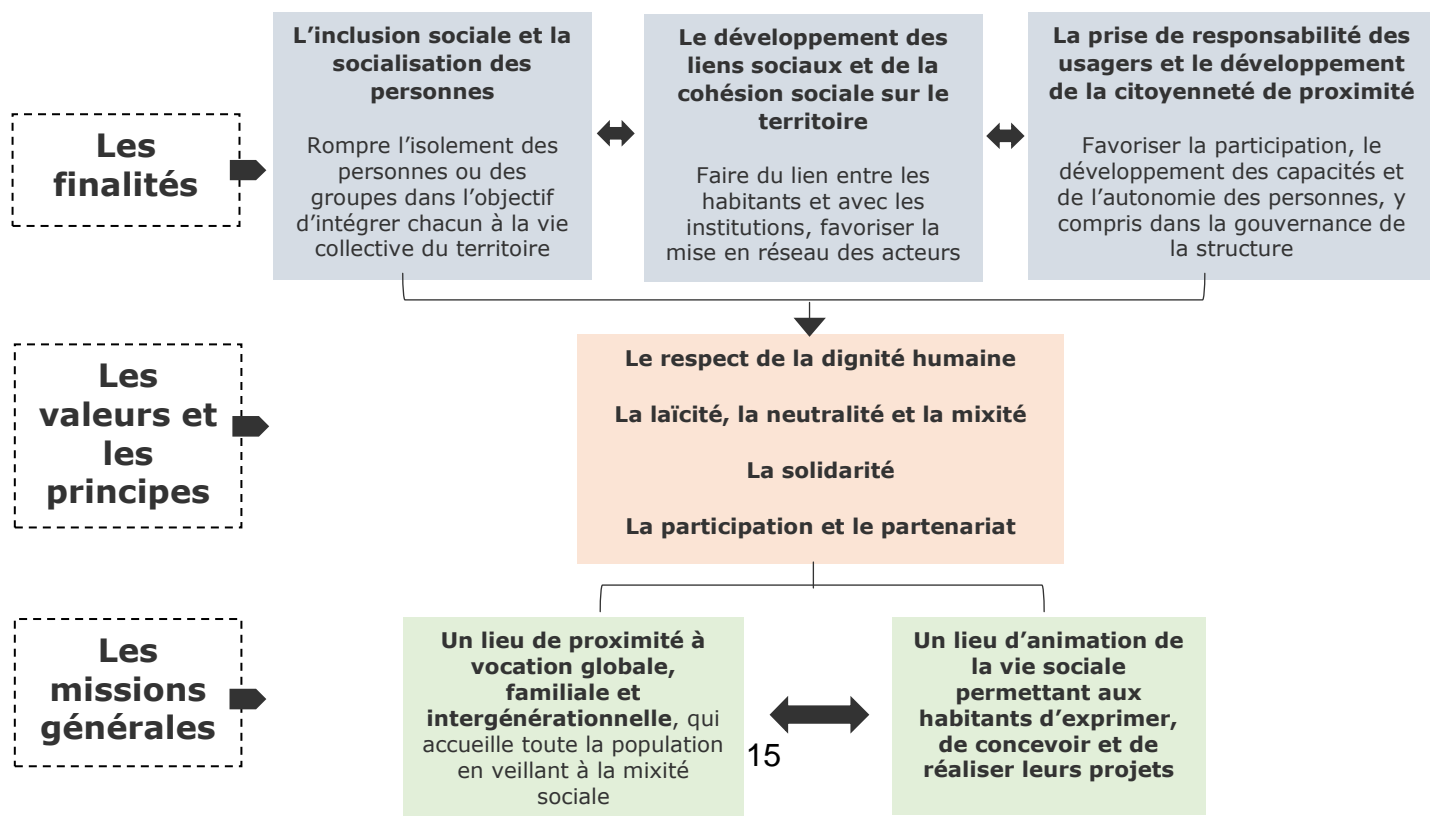 Les
finalités
L’inclusion sociale et la
socialisation des
personnes
Rompre l’isolement des
personnes ou des
groupes dans l’objectif
d’intégrer chacun à la vie
collective du territoire
Le développement des
liens sociaux et de la
cohésion sociale sur le
territoire
Faire du lien entre les
habitants et avec les
institutions, favoriser la
mise en réseau des acteurs
La prise de responsabilité des
usagers et le développement
de la citoyenneté de proximité
Favoriser la participation, le
développement des capacités et
de l’autonomie des personnes, y
compris dans la gouvernance de
la structure
Les
valeurs et
les
principes
Le respect de la dignité humaine
La laïcité, la neutralité et la mixité
La solidarité
La participation et le partenariat
Les
missions
générales
Un lieu de proximité à
vocation globale,
familiale et
intergénérationnelle, qui
accueille toute la population
en veillant à la mixité
sociale
Un lieu d’animation de
la vie sociale
permettant aux
habitants d’exprimer,
de concevoir et de
réaliser leurs projets
15